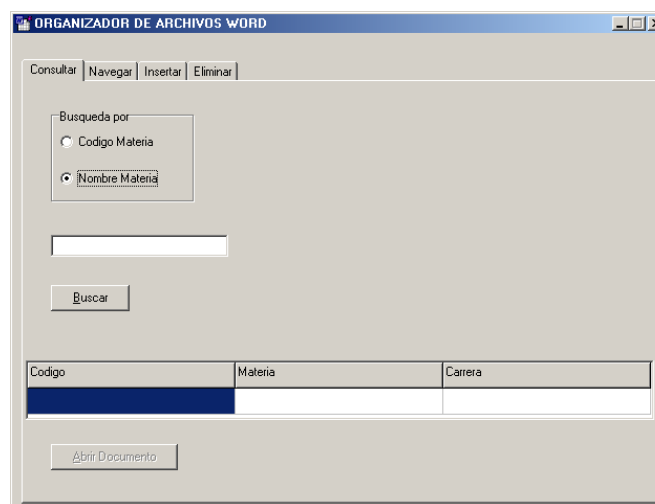 ORGANIZADOR DE ARCHIVOS WORD
Consultar Navegar Insertar Eliminar
Busqueda por
Codigo Materia
Nombre Materia
Buscar
Codigo Materia Carrera
Abrir Documento